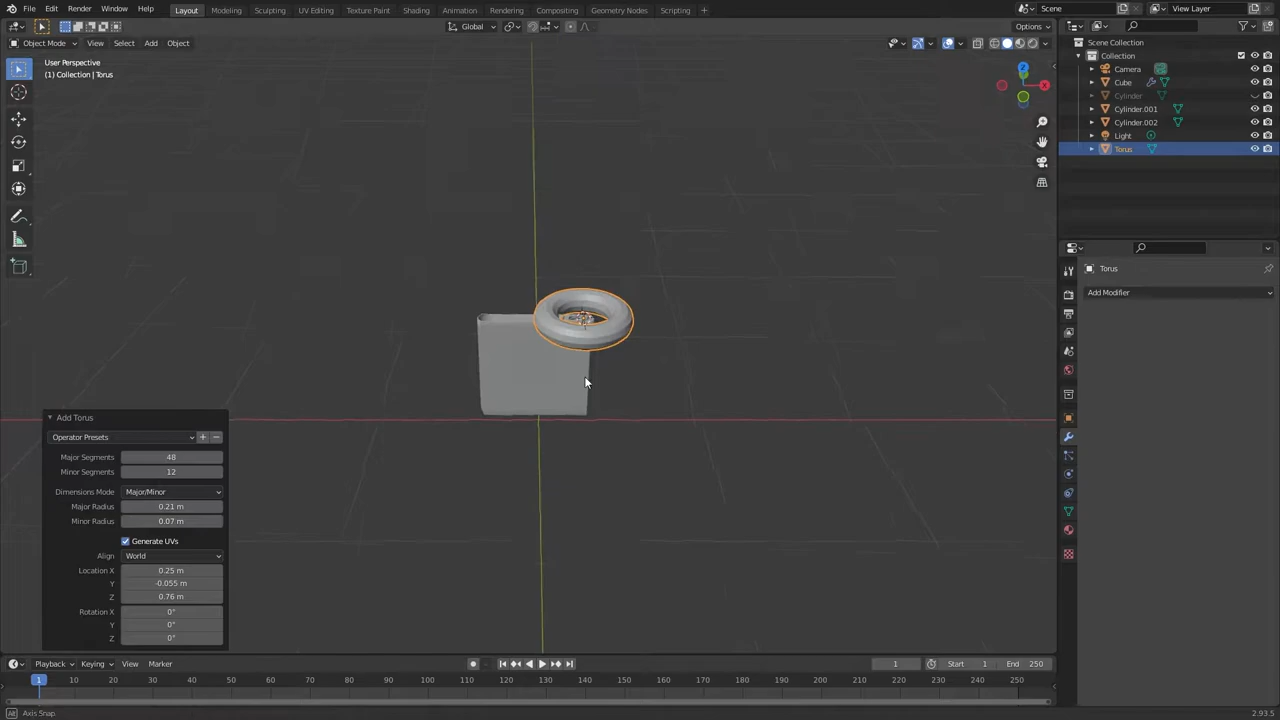 File Edit Render Window Help Layout Modeling Sculpting UV Editing Texture Paint Shading Animation Rendering Compositing Geometry Nodes Scripting + Scene View Layer
Global Options
Object Mode View Select Add Object
User Perspective
(1) Collection | Torus
Z
X
Scene Collection
Collection
Camera
Cube
Cylinder
Cylinder.001
Cylinder.002
Light
Torus
Torus
Add Modifier
Add Torus
Operator Presets
Major Segments 48
Minor Segments 12
Dimensions Mode Major/Minor
Major Radius 0.21 m
Minor Radius 0.07 m
Generate UVs
Align World
Location X 0.25 m
Y -0.055 m
Z 0.76 m
Rotation X 0°
Y 0°
Z 0°
Playback Keying View Marker 1 Start 1 End 250
1 10 20 30 40 50 60 70 80 90 100 110 120 130 140 150 160 170 180 190 200 210 220 230 240 250
Axis Snap 2.93.5